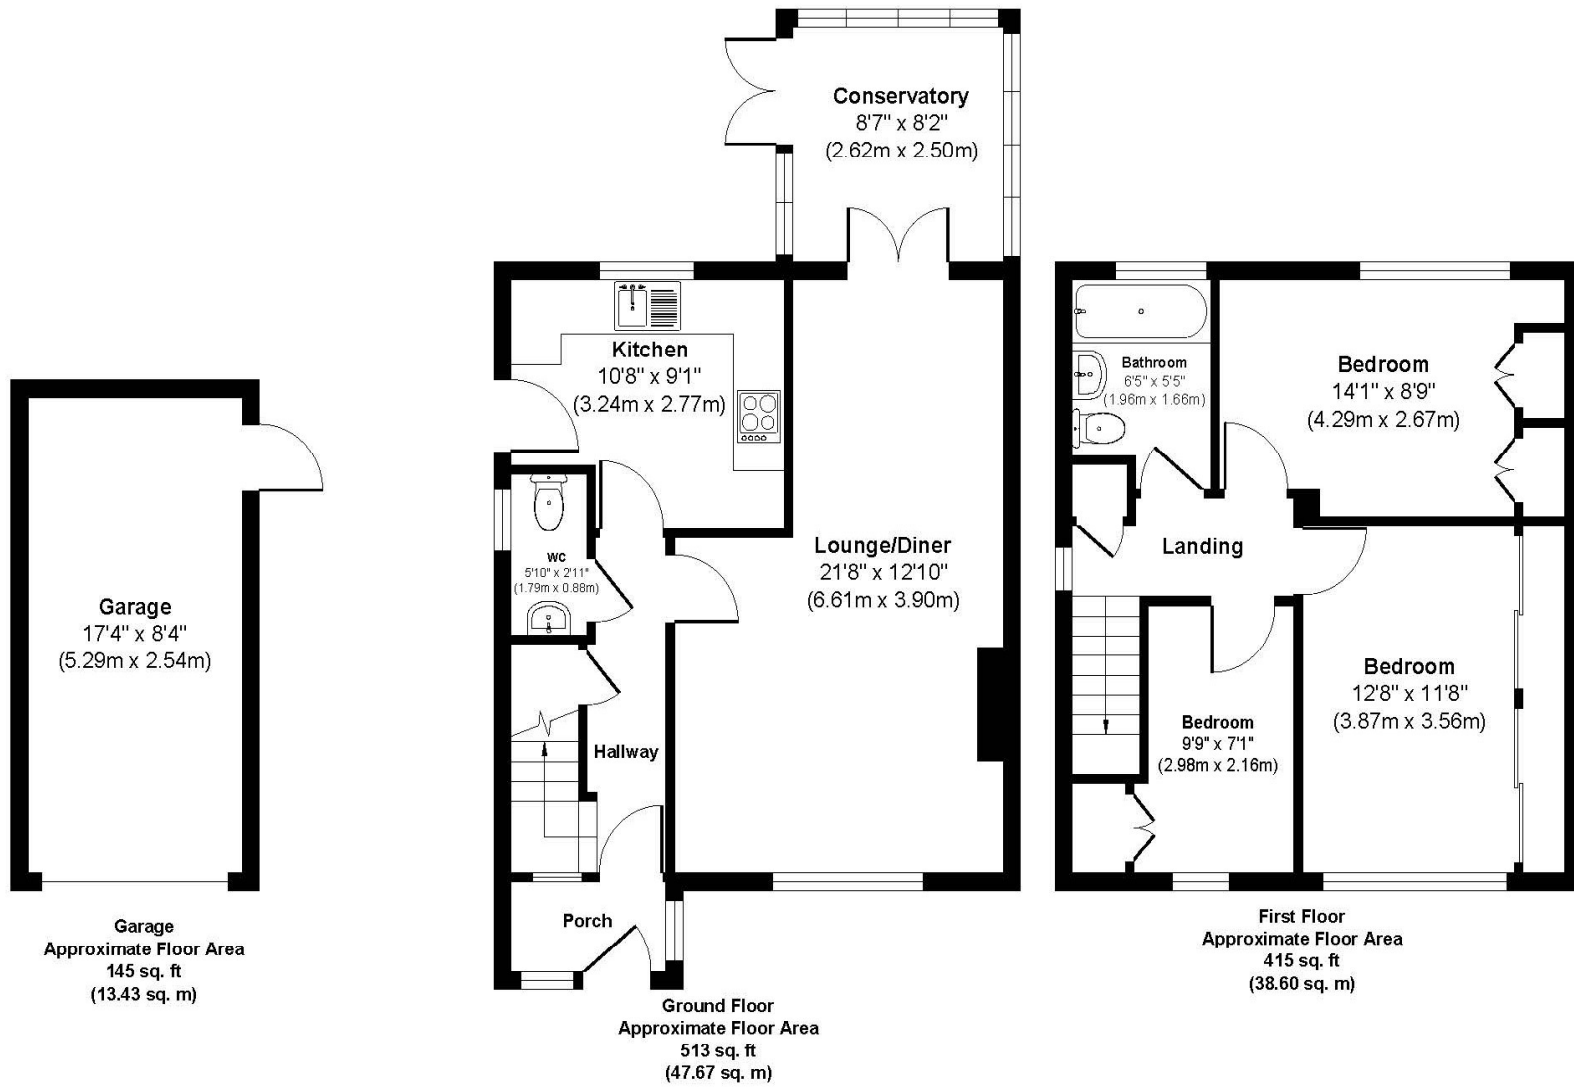 Conservatory
8'7" x 8'2"
(2.62m x 2.50m)
Kitchen
10'8" x 9'1"
(3.24m x 2.77m)
Bathroom
6'5" x 5'5"
(1.96m x 1.66m)
Bedroom
14'1" x 8'9"
(4.29m x 2.67m)
WC
5'10" x 2'11"
(1.79m x 0.88m)
Lounge/Diner
21'8" x 12'10"
(6.61m x 3.90m)
Landing
Garage
17'4" x 8'4"
(5.29m x 2.54m)
Hallway
Bedroom
9'9" x 7'1"
(2.98m x 2.16m)
Bedroom
12'8" x 11'8"
(3.87m x 3.56m)
Porch
Garage
Approximate Floor Area
145 sq. ft
(13.43 sq. m)
Ground Floor
Approximate Floor Area
513 sq. ft
(47.67 sq. m)
First Floor
Approximate Floor Area
415 sq. ft
(38.60 sq. m)